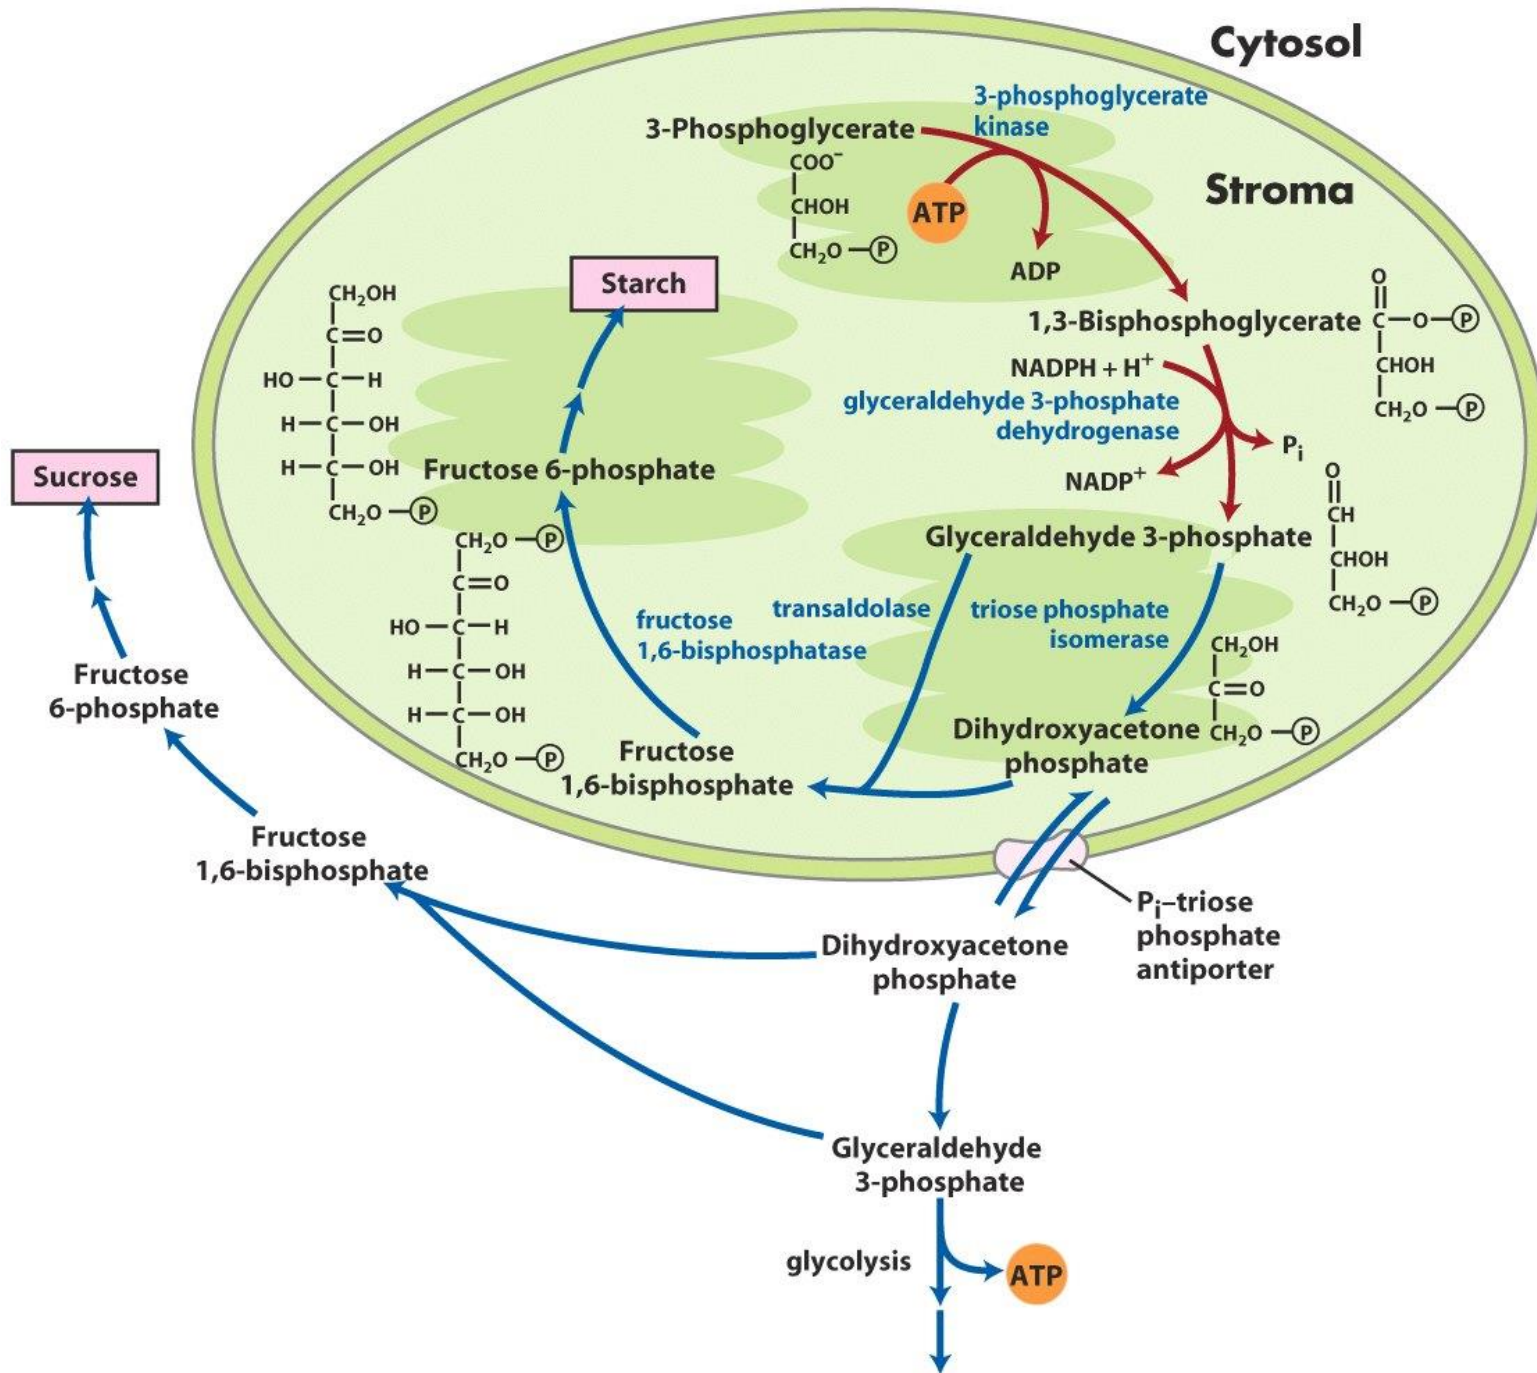 Cytosol
3-phosphoglycerate
kinase
3-Phosphoglycerate
COO⁻
CHOH
CH₂O—P
ATP
ADP
Stroma
Starch
1,3-Bisphosphoglycerate
O
C—O—P
CHOH
CH₂O—P
NADPH + H⁺
glyceraldehyde 3-phosphate
dehydrogenase
Pᵢ
NADP⁺
CH₂OH
C=O
HO—C—H
H—C—OH
H—C—OH
CH₂O—P
Fructose 6-phosphate
Sucrose
Glyceraldehyde 3-phosphate
O
CH
CHOH
CH₂O—P
CH₂O—P
C=O
HO—C—H
H—C—OH
H—C—OH
CH₂O—P
fructose
1,6-bisphosphatase
transaldolase
triose phosphate
isomerase
CH₂OH
C=O
CH₂O—P
Dihydroxyacetone
phosphate
Fructose
1,6-bisphosphate
Fructose
6-phosphate
Fructose
1,6-bisphosphate
Pᵢ–triose
phosphate
antiporter
Dihydroxyacetone
phosphate
Glyceraldehyde
3-phosphate
glycolysis
ATP